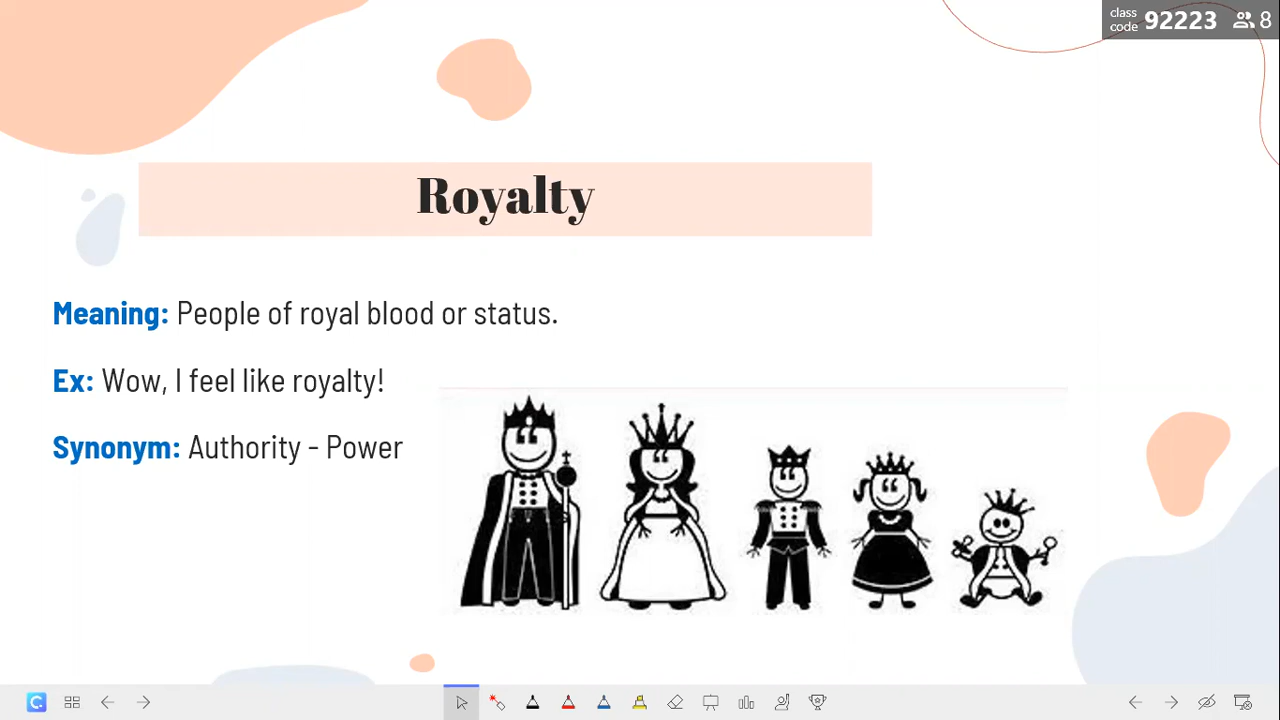 class
code 92223 8
Royalty
Meaning: People of royal blood or status.
Ex: Wow, I feel like royalty!
Synonym: Authority - Power